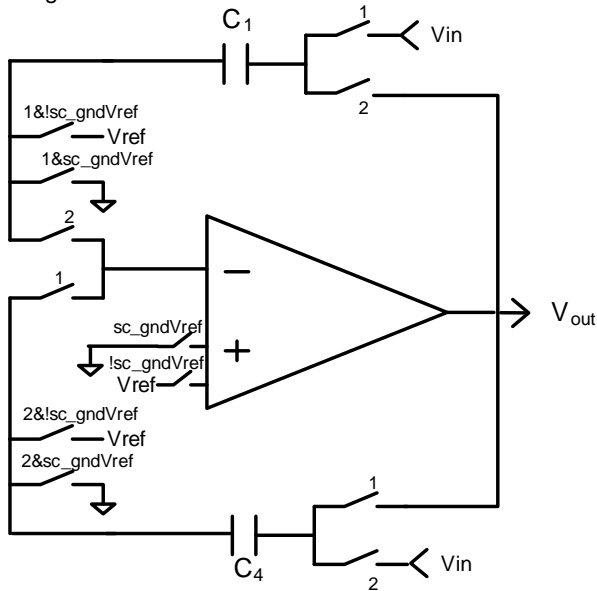 C1
1
Vin
2
1&!sc_gndVref
Vref
1&sc_gndVref
2
1
−
+
sc_gndVref
!sc_gndVref
Vref
Vout
2&!sc_gndVref
Vref
2&sc_gndVref
1
C4
2
Vin